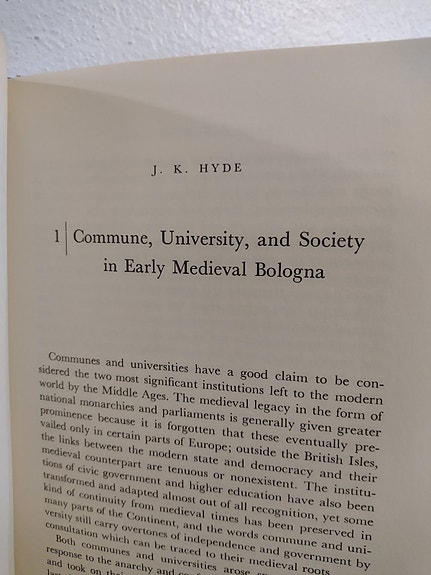 J. K. HYDE
1 Commune, University, and Society
in Early Medieval Bologna
Communes and universities have a good claim to be con-
sidered the two most significant institutions left to the modern
world by the Middle Ages. The medieval legacy in the form of
national monarchies and parliaments is generally given greater
prominence because it is forgotten that these eventually pre-
vailed only in certain parts of Europe; outside the British Isles,
the links between the modern state and democracy and their
medieval counterpart are tenuous or nonexistent. The institu-
tions of civic government and higher education have also been
transformed and adapted almost out of all recognition, yet some
kind of continuity from medieval times has been preserved in
many parts of the Continent, and the words commune and uni-
versity still carry overtones of independence and government by
consultation which can be traced to their medieval roots.
Both communes and universities arose
response to the anarchy and
and took on their